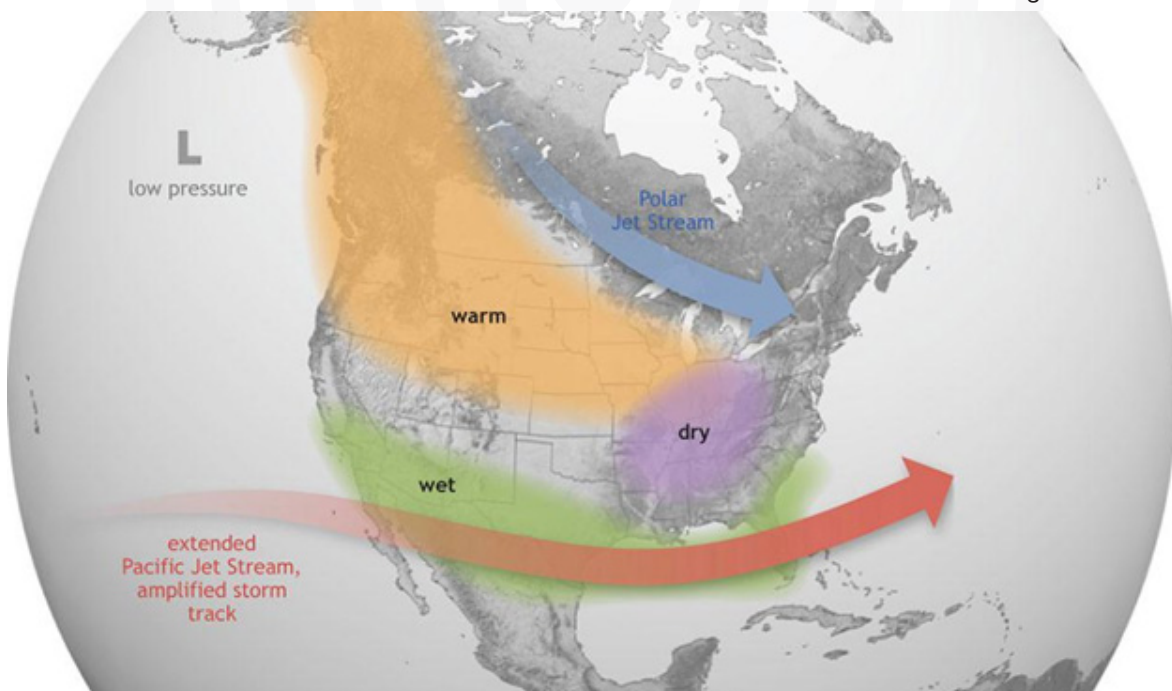 L
low pressure
Polar
Jet Stream
warm
dry
wet
extended
Pacific Jet Stream,
amplified storm
track